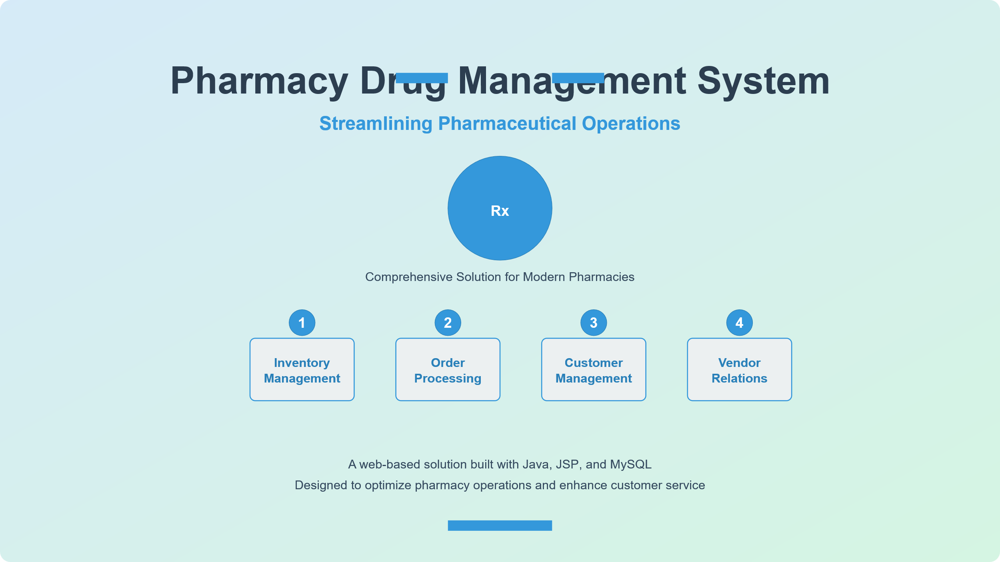 Pharmacy Drug Management System
Streamlining Pharmaceutical Operations
Rx
Comprehensive Solution for Modern Pharmacies
1
2
3
4
Inventory
Management
Order
Processing
Customer
Management
Vendor
Relations
A web-based solution built with Java, JSP, and MySQL
Designed to optimize pharmacy operations and enhance customer service